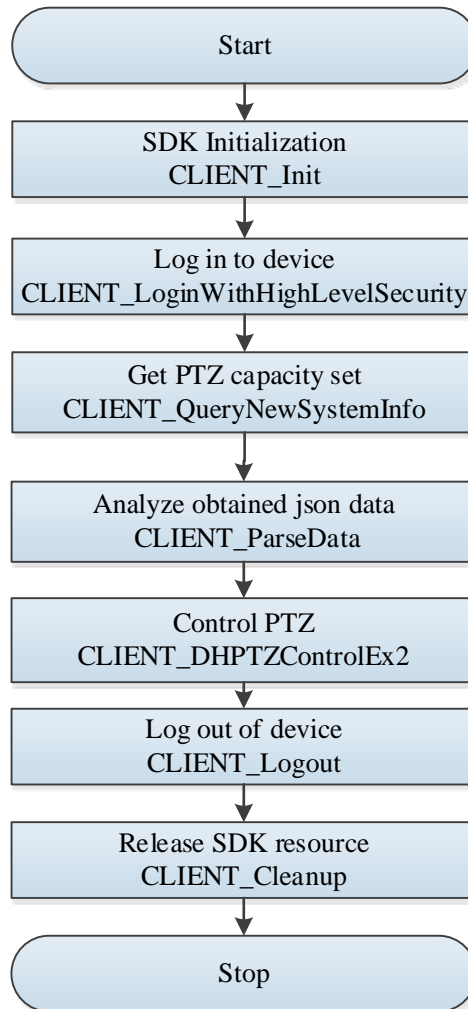 Start
SDK Initialization
CLIENT_Init
Log in to device
CLIENT_LoginWithHighLevelSecurity
Get PTZ capacity set
CLIENT_QueryNewSystemInfo
Analyze obtained json data
CLIENT_ParseData
Control PTZ
CLIENT_DHPTZControlEx2
Log out of device
CLIENT_Logout
Release SDK resource
CLIENT_Cleanup
Stop